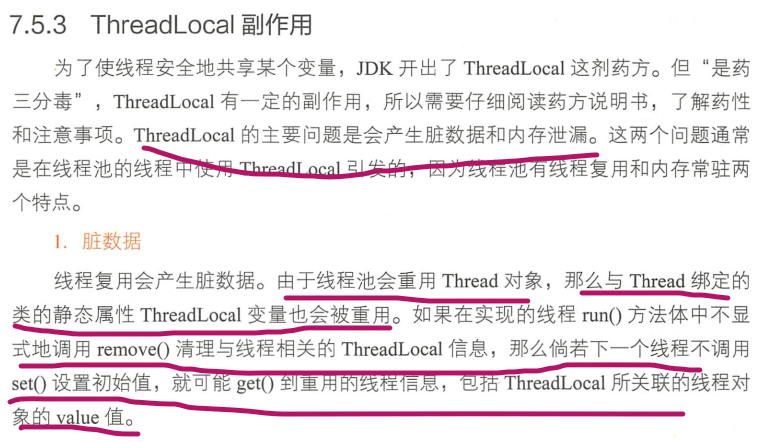 7.5.3 ThreadLocal 副作用
为了使线程安全地共享某个变量，JDK 开出了 ThreadLocal 这剂药方。但“是药
三分毒”，ThreadLocal 有一定的副作用，所以需要仔细阅读药方说明书，了解药性
和注意事项。ThreadLocal 的主要问题是会产生脏数据和内存泄漏。这两个问题通常
是在线程池的线程中使用 ThreadLocal 引发的，因为线程池有线程复用和内存常驻两
个特点。
1. 脏数据
线程复用会产生脏数据。由于线程池会重用 Thread 对象，那么与 Thread 绑定的
类的静态属性 ThreadLocal 变量也会被重用。如果在实现的线程 run() 方法体中不显
式地调用 remove() 清理与线程相关的 ThreadLocal 信息，那么倘若下一个线程不调用
set() 设置初始值，就可能 get() 到重用的线程信息，包括 ThreadLocal 所关联的线程对
象的 value 值。